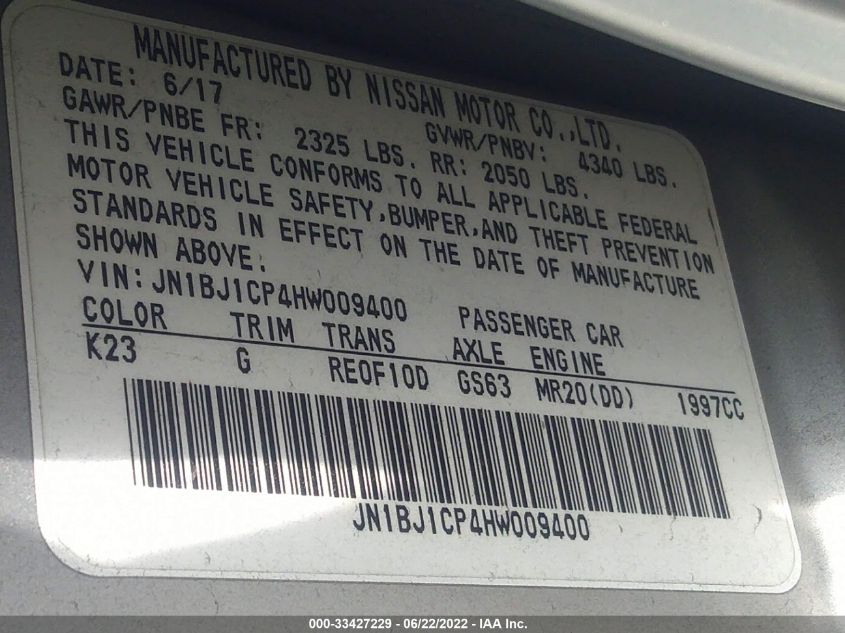 MANUFACTURED BY NISSAN MOTOR CO.,LTD.
DATE: 6/17 GVWR/PNBV: 4340 LBS.
GAWR/PNBE FR: 2325 LBS. RR: 2050 LBS.
THIS VEHICLE CONFORMS TO ALL APPLICABLE FEDERAL
MOTOR VEHICLE SAFETY,BUMPER,AND THEFT PREVENTION
STANDARDS IN EFFECT ON THE DATE OF MANUFACTURE
SHOWN ABOVE:
VIN:JN1BJ1CP4HW009400 PASSENGER CAR
COLOR TRIM TRANS AXLE ENGINE
K23 G RE0F10D GS63 MR20(DD) 1997CC
JN1BJ1CP4HW009400
000-33427229 - 06/22/2022 - IAA Inc.